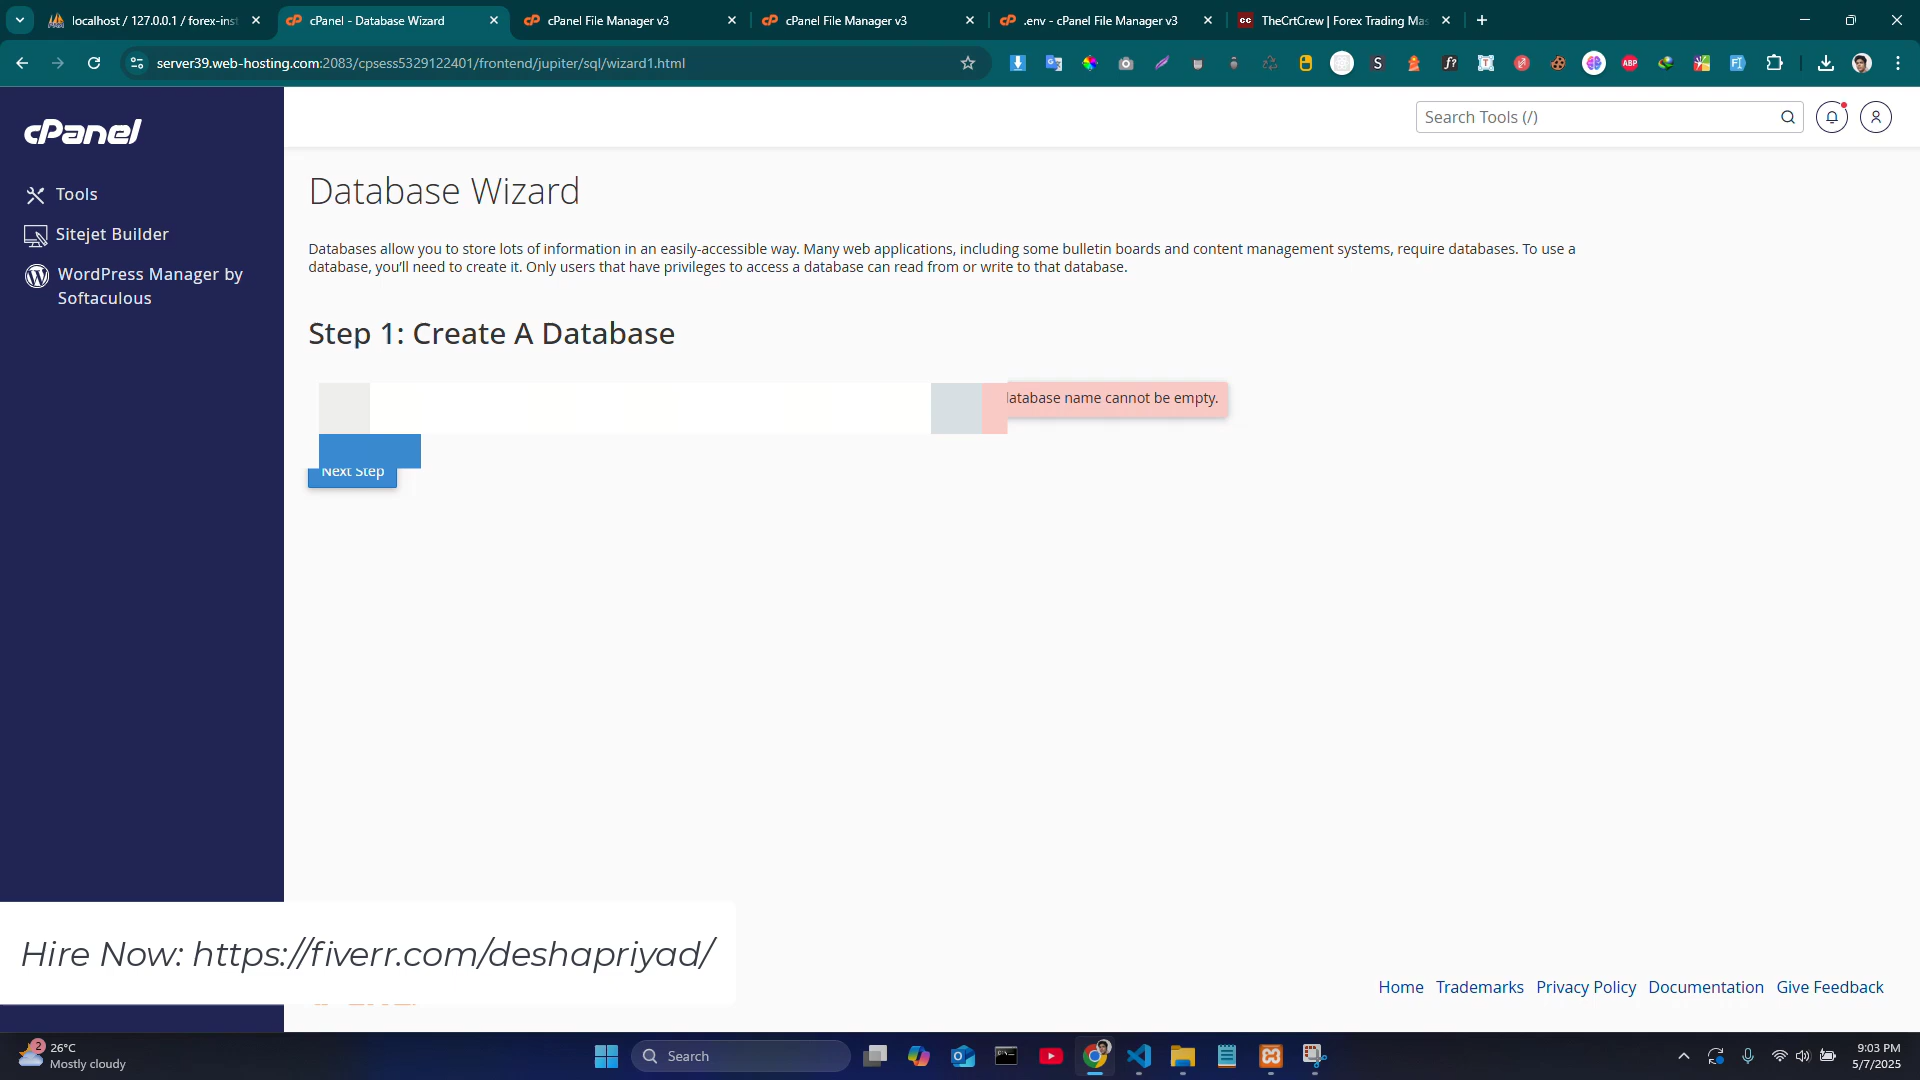 localhost / 127.0.0.1 / forex-inst
cPanel - Database Wizard
cPanel File Manager v3
cPanel File Manager v3
.env - cPanel File Manager v3
TheCrtCrew | Forex Trading Mas
server39.web-hosting.com:2083/cpsess5329122401/frontend/jupiter/sql/wizard1.html
cPanel
Search Tools (/)
Tools
Sitejet Builder
WordPress Manager by
Softaculous
Database Wizard
Databases allow you to store lots of information in an easily-accessible way. Many web applications, including some bulletin boards and content management systems, require databases. To use a
database, you'll need to create it. Only users that have privileges to access a database can read from or write to that database.
Step 1: Create A Database
database name cannot be empty.
Next Step
Hire Now: https://fiverr.com/deshapriyad/
Home
Trademarks
Privacy Policy
Documentation
Give Feedback
26°C
Mostly cloudy
Search
9:03 PM
5/7/2025